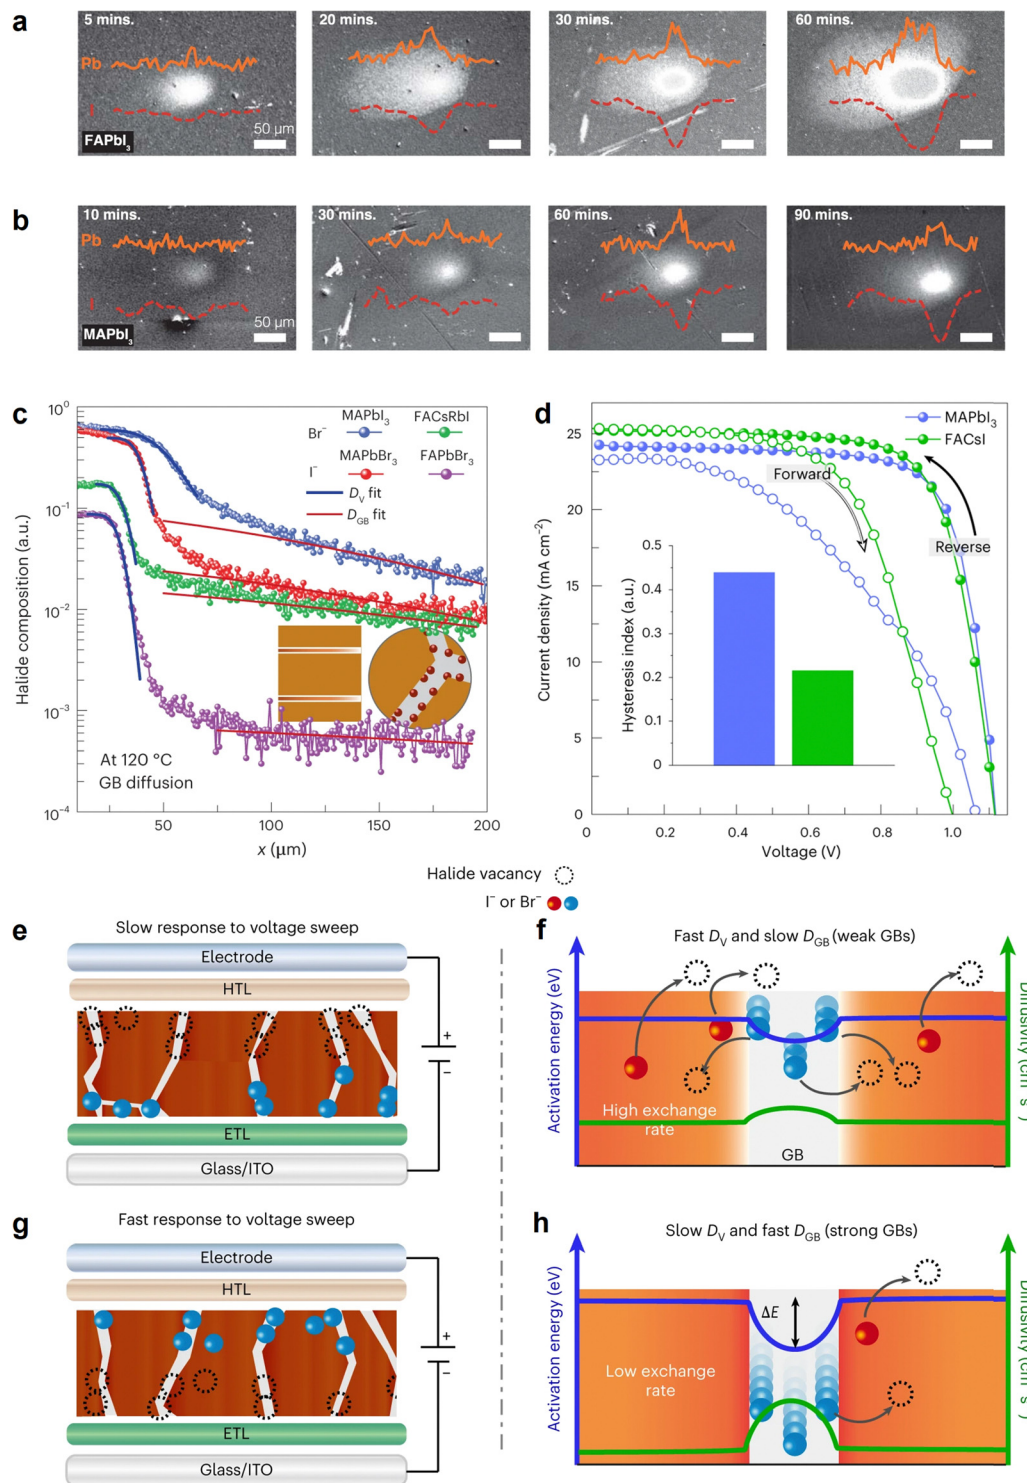 a
5 mins.
20 mins.
30 mins.
60 mins.
Pb
I
50 µm
FAPbI₃
b
10 mins.
30 mins.
60 mins.
90 mins.
Pb
I
50 µm
MAPbI₃
c
Halide composition (a.u.)
10⁰
10⁻¹
10⁻²
10⁻³
10⁻⁴
MAPbI₃ FACsRbI
Br⁻
MAPbBr₃ FAPbBr₃
I⁻
D_V fit
D_GB fit
At 120 °C
GB diffusion
50 100 150 200
x (µm)
d
Current density (mA cm⁻²)
25
20
15
10
5
0
MAPbI₃
FACsI
Forward
Reverse
Hysteresis index (a.u.)
0.5
0.4
0.3
0.2
0.1
0
0 0.2 0.4 0.6 0.8 1.0
Voltage (V)
Halide vacancy
I⁻ or Br⁻
e
Slow response to voltage sweep
Electrode
HTL
+
−
ETL
Glass/ITO
f
Fast D_V and slow D_GB (weak GBs)
Activation energy (eV)
High exchange
rate
GB
g
Fast response to voltage sweep
Electrode
HTL
+
−
ETL
Glass/ITO
h
Slow D_V and fast D_GB (strong GBs)
Activation energy (eV)
ΔE
Low exchange
rate